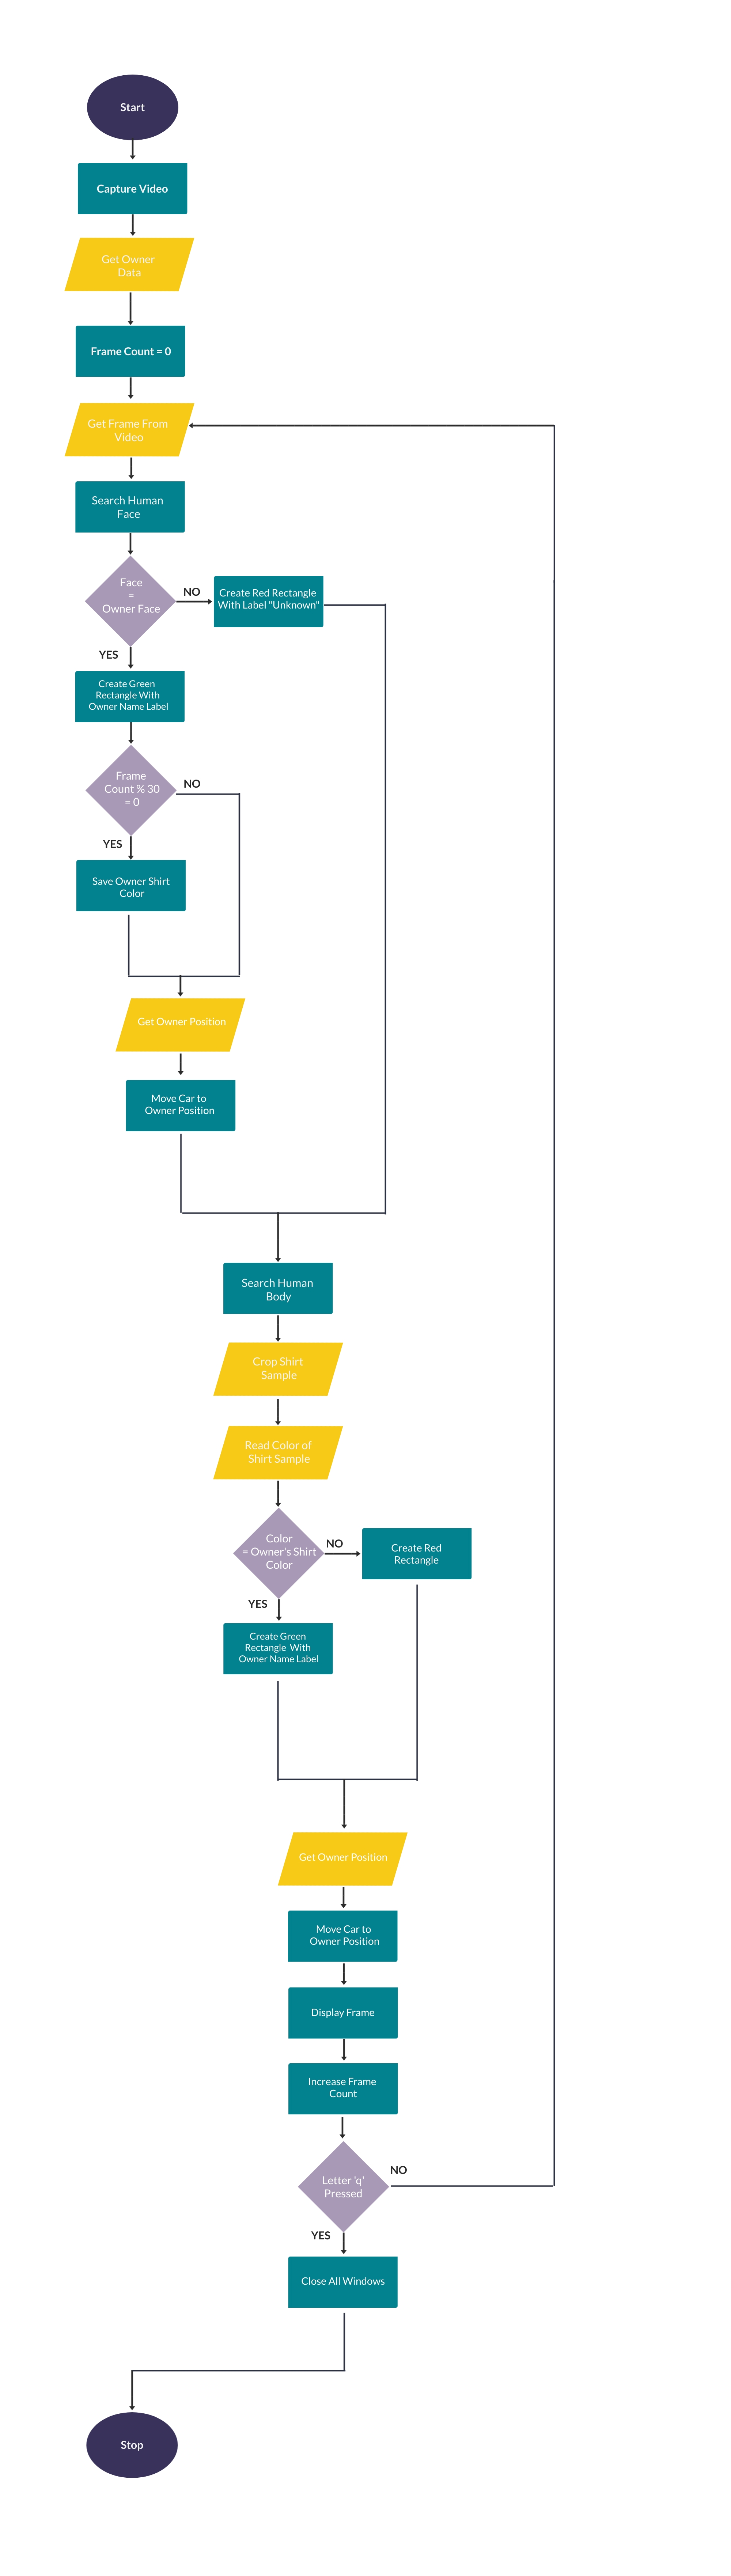 Start
Capture Video
Get Owner
Data
Frame Count = 0
Get Frame From
Video
Search Human
Face
Face
=
Owner Face
NO
Create Red Rectangle
With Label "Unknown"
YES
Create Green
Rectangle With
Owner Name Label
Frame
Count % 30
= 0
NO
YES
Save Owner Shirt
Color
Get Owner Position
Move Car to
Owner Position
Search Human
Body
Crop Shirt
Sample
Read Color of
Shirt Sample
Color
= Owner's Shirt
Color
NO
Create Red
Rectangle
YES
Create Green
Rectangle With
Owner Name Label
Get Owner Position
Move Car to
Owner Position
Display Frame
Increase Frame
Count
Letter 'q'
Pressed
NO
YES
Close All Windows
Stop